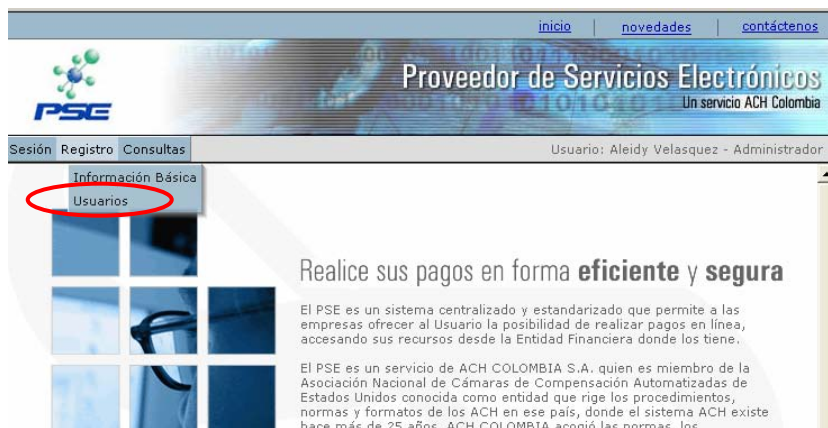 inicio | novedades | contáctenos
PSE
Proveedor de Servicios Electrónicos
Un servicio ACH Colombia
Sesión Registro Consultas
Usuario: Aleidy Velasquez - Administrador
Información Básica
Usuarios
Realice sus pagos en forma eficiente y segura
El PSE es un sistema centralizado y estandarizado que permite a las
empresas ofrecer al Usuario la posibilidad de realizar pagos en línea,
accesando sus recursos desde la Entidad Financiera donde los tiene.
El PSE es un servicio de ACH COLOMBIA S.A. quien es miembro de la
Asociación Nacional de Cámaras de Compensación Automatizadas de
Estados Unidos conocida como entidad que rige los procedimientos,
normas y formatos de los ACH en ese país, donde el sistema ACH existe
hace más de 25 años. ACH COLOMBIA acogió las normas, los